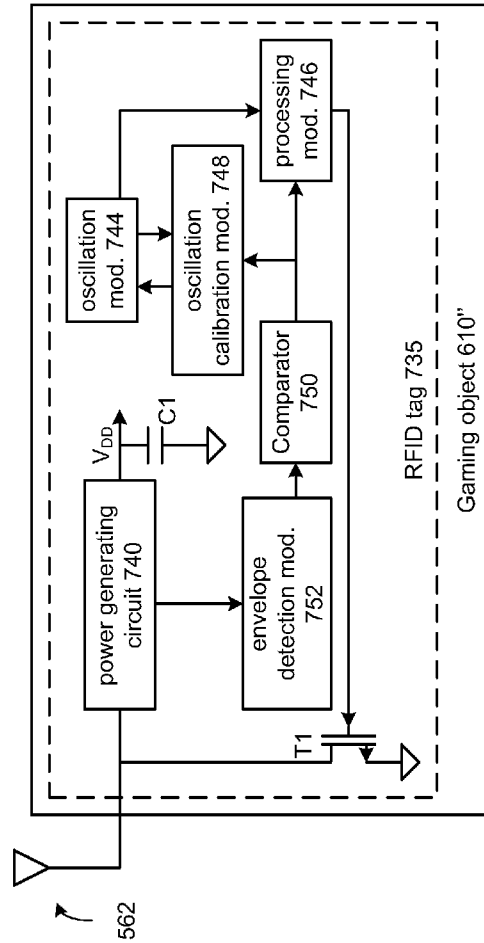 562
power generating
circuit 740
V_DD
C1
oscillation
mod. 744
oscillation
calibration mod. 748
processing
mod. 746
envelope
detection mod.
752
Comparator
750
T1
RFID tag 735
Gaming object 610”